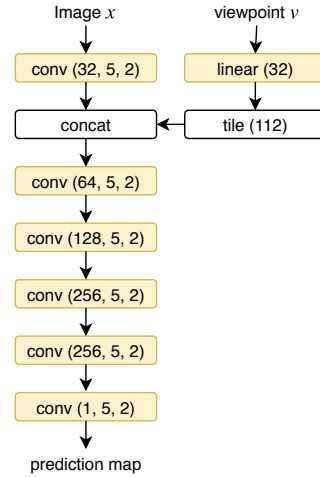 Image x
viewpoint v
conv (32, 5, 2)
linear (32)
concat
tile (112)
conv (64, 5, 2)
conv (128, 5, 2)
conv (256, 5, 2)
conv (256, 5, 2)
conv (1, 5, 2)
prediction map